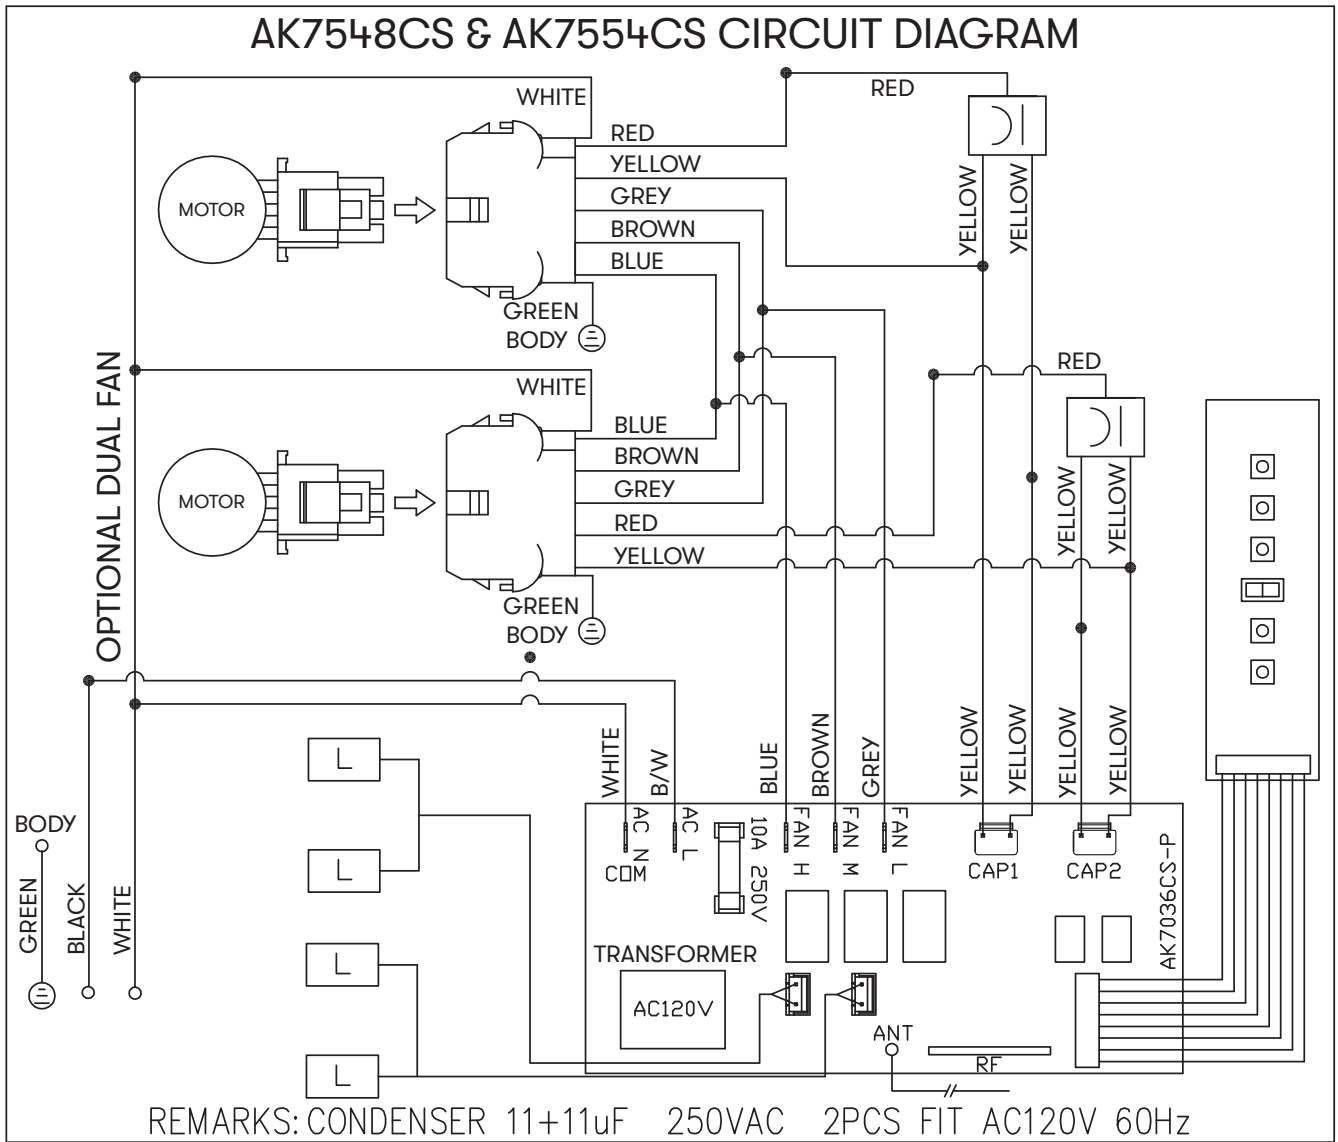 AK7548CS & AK7554CS CIRCUIT DIAGRAM
WHITE
RED
RED
YELLOW
GREY
BROWN
BLUE
MOTOR
YELLOW
YELLOW
GREEN
BODY
OPTIONAL DUAL FAN
WHITE
RED
BLUE
BROWN
GREY
RED
YELLOW
MOTOR
YELLOW
YELLOW
GREEN
BODY
WHITE
W/B
BLUE
BROWN
GREY
YELLOW
YELLOW
YELLOW
YELLOW
L
L
L
L
BODY
GREEN
BLACK
WHITE
AC N
COM
AC L
10A 250V
FAN H
FAN M
FAN L
CAP1
CAP2
AK7036CS-P
TRANSFORMER
AC120V
ANT
RF
REMARKS: CONDENSER 11+11uF 250VAC 2PCS FIT AC120V 60Hz